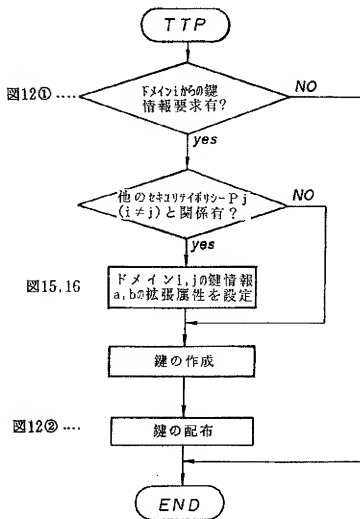 TTP
図12① ....
ドメインiからの鍵
情報要求有?
NO
yes
他のセキュリティポリシーPj
(i≠j)と関係有?
NO
yes
図15,16
ドメインi,jの鍵情報
a,bの拡張属性を設定
鍵の作成
図12② ....
鍵の配布
END